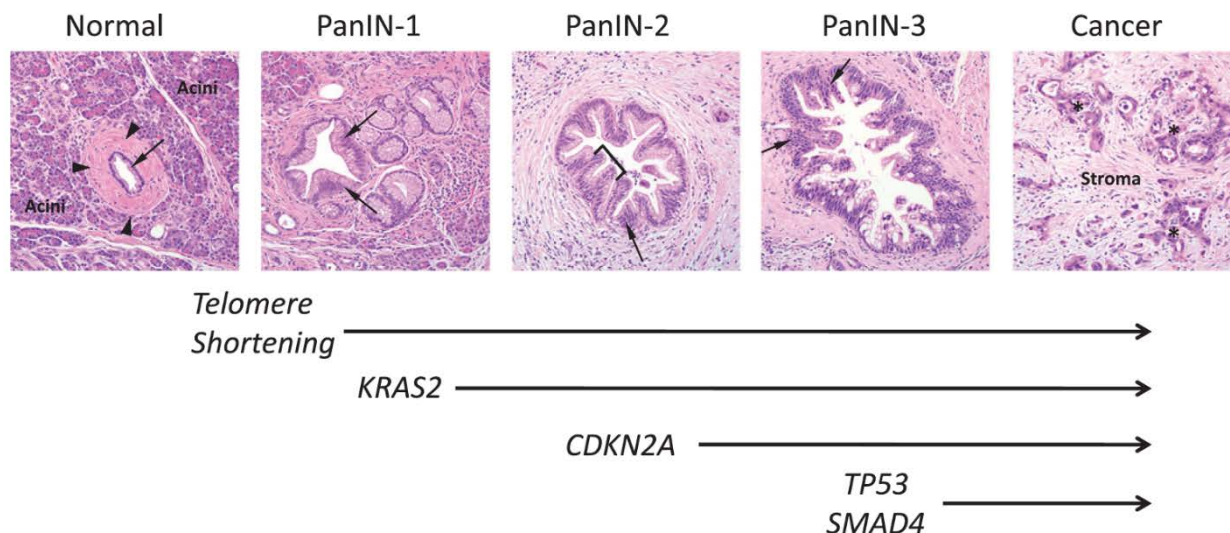 Normal
PanIN-1
PanIN-2
PanIN-3
Cancer
Acini
Acini
*
*
Stroma
*
Telomere
Shortening
KRAS2
CDKN2A
TP53
SMAD4